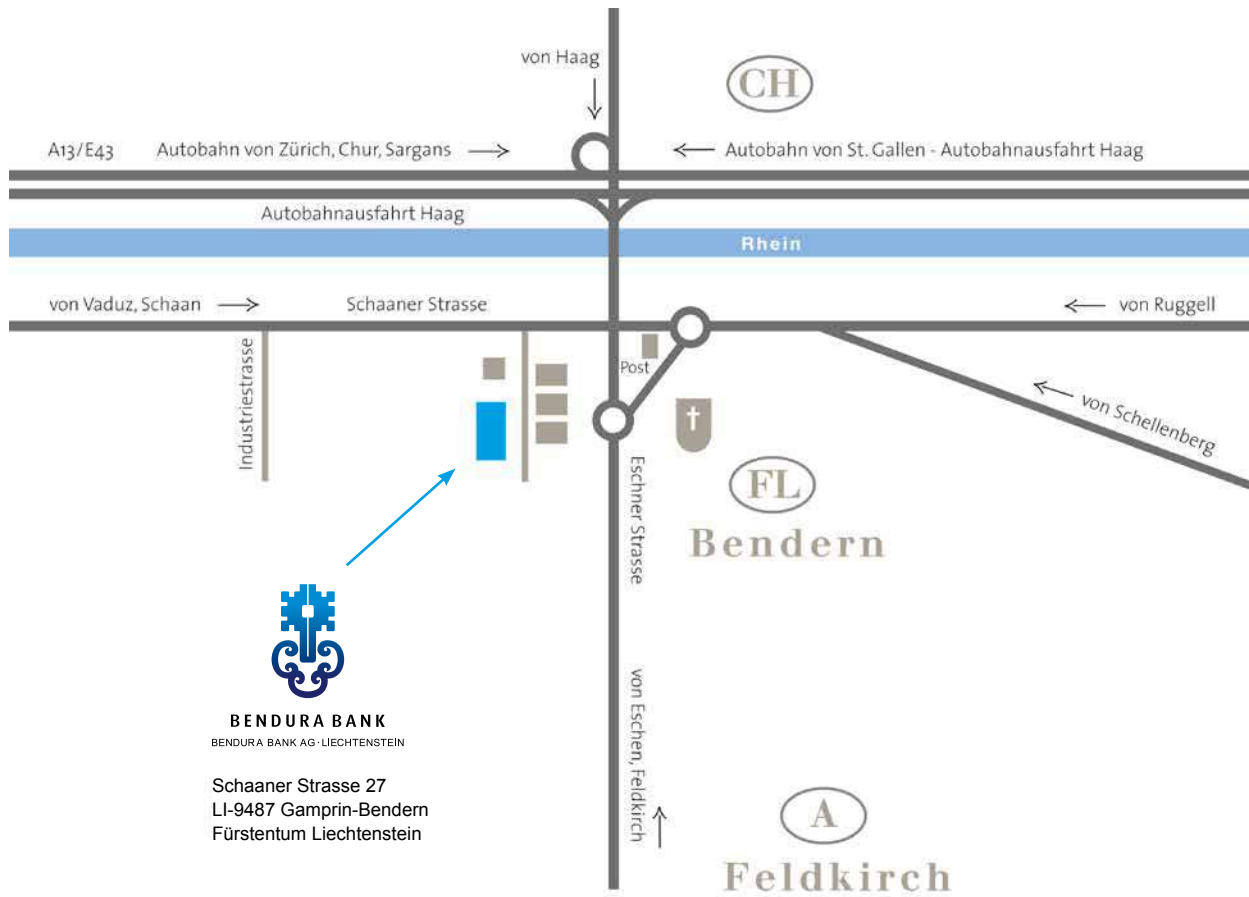 von Haag
CH
A13/E43
Autobahn von Zürich, Chur, Sargans
Autobahn von St. Gallen - Autobahnausfahrt Haag
Autobahnausfahrt Haag
Rhein
von Vaduz, Schaan
Schaaner Strasse
von Ruggell
Industriestrasse
Post
von Schellenberg
Eschner Strasse
FL
Bendern
BENDURA BANK
BENDURA BANK AG · LIECHTENSTEIN
Schaaner Strasse 27
LI-9487 Gamprin-Bendern
Fürstentum Liechtenstein
von Eschen, Feldkirch
A
Feldkirch